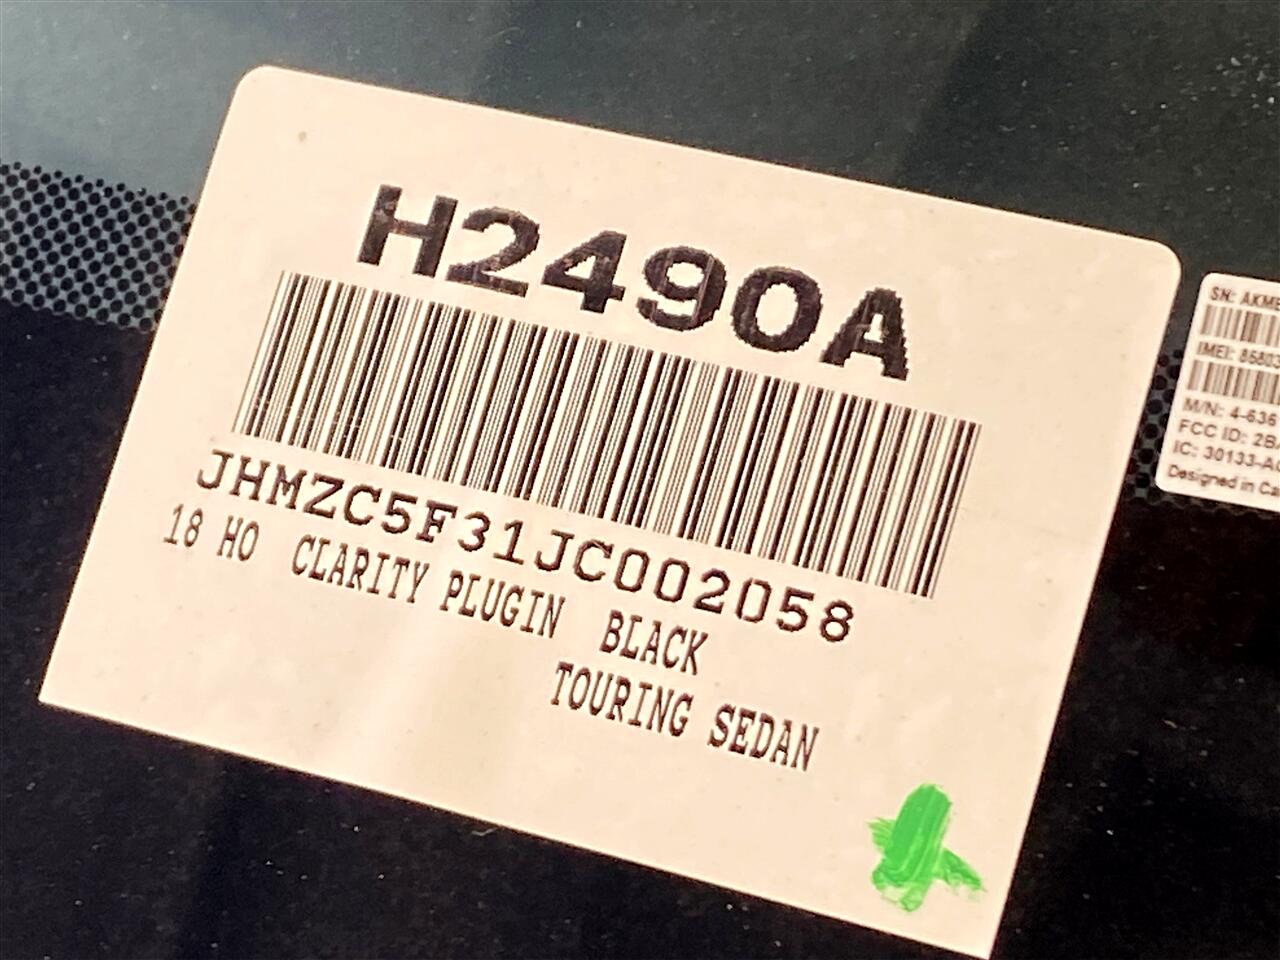 H2490A
JHMZC5F31JC002058
18 HO CLARITY PLUGIN BLACK
TOURING SEDAN
SN: AKM
IMEI: 86803
M/N: 4-636
FCC ID: 2B
IC: 30133-A
Designed in Ca